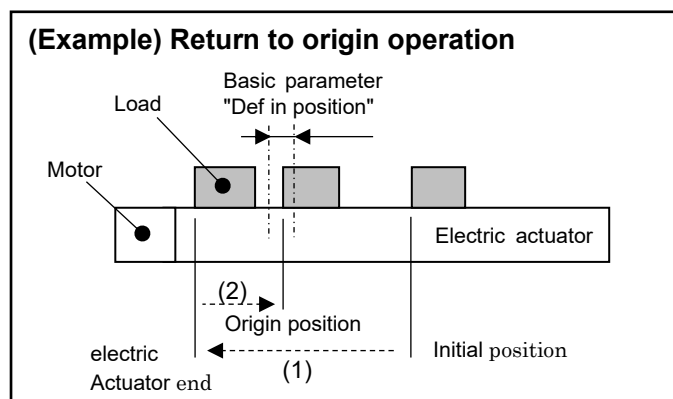 (Example) Return to origin operation
Basic parameter
"Def in position"
Load
Motor
Electric actuator
(2)
Origin position
electric
Actuator end
(1)
Initial position